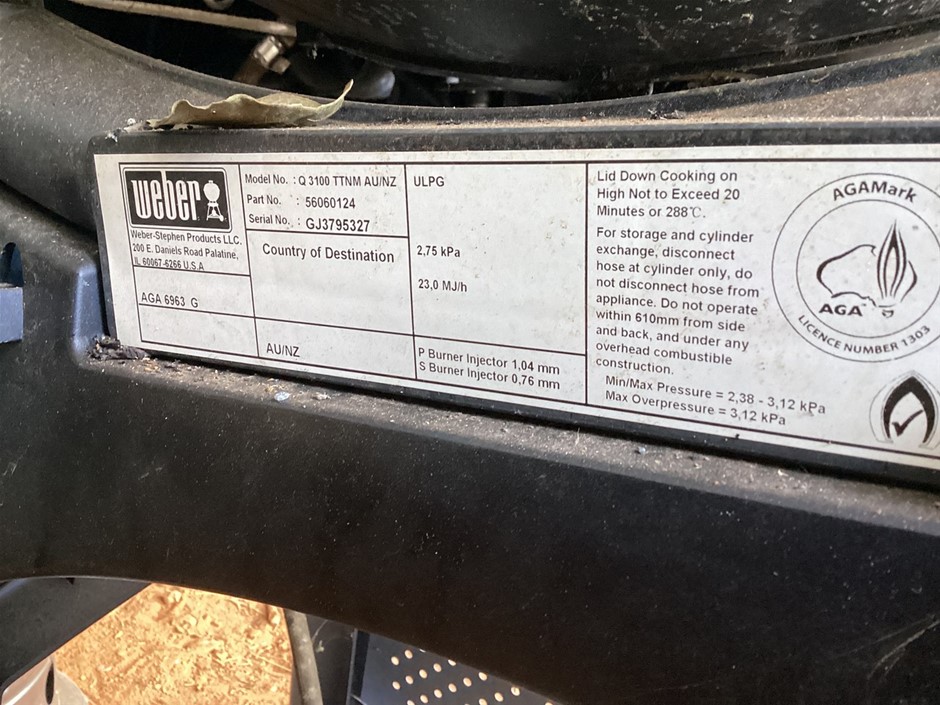 weber
Weber-Stephen Products LLC.
200 E. Daniels Road Palatine,
IL 60067-6266 U.S.A
AGA 6963 G
Model No. : Q 3100 TTNM AU/NZ
Part No. : 56060124
Serial No. : GJ3795327
Country of Destination
AU/NZ
ULPG
2,75 kPa
23,0 MJ/h
P Burner Injector 1,04 mm
S Burner Injector 0,76 mm
Lid Down Cooking on
High Not to Exceed 20
Minutes or 288℃.
For storage and cylinder
exchange, disconnect
hose at cylinder only, do
not disconnect hose from
appliance. Do not operate
within 610mm from side
and back, and under any
overhead combustible
construction.
Min/Max Pressure = 2,38 - 3,12 kPa
Max Overpressure = 3,12 kPa
AGAMark
AGA
LICENCE NUMBER 1303